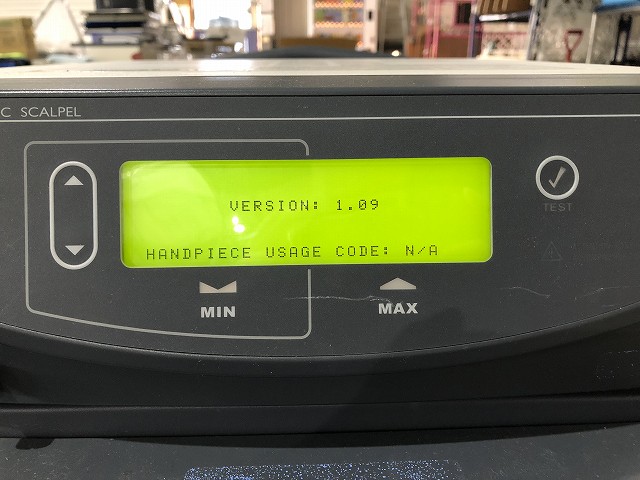 C SCALPEL
VERSION: 1.09
HANDPIECE USAGE CODE: N/A
TEST
MIN
MAX